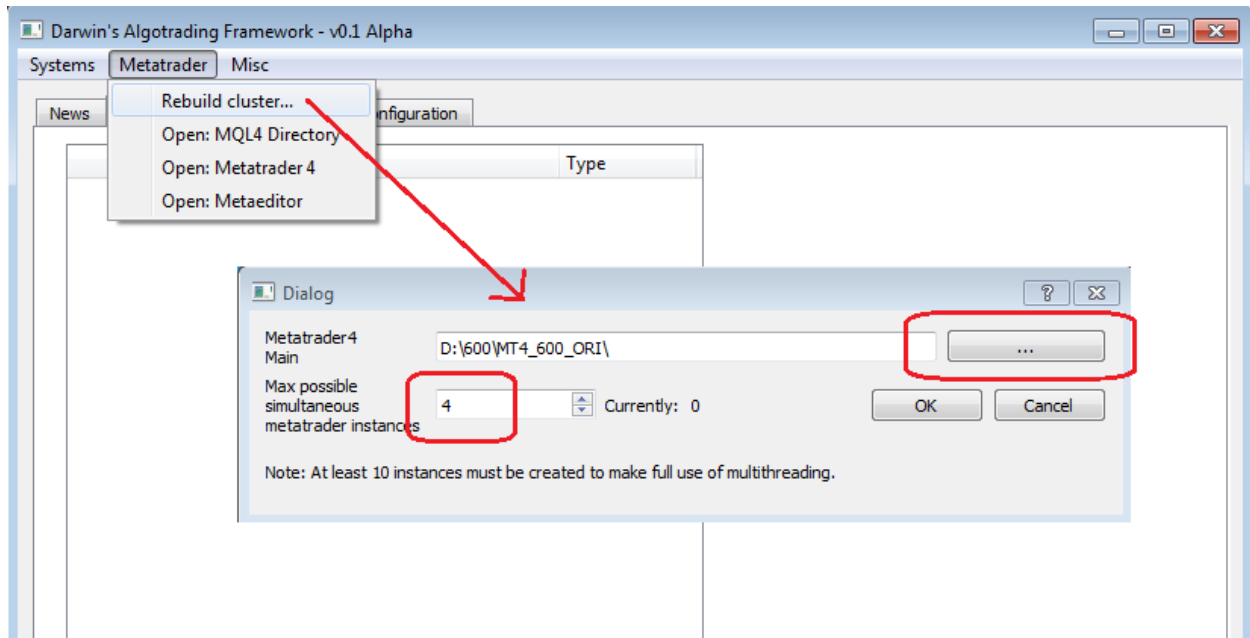 Darwin's Algotrading Framework - v0.1 Alpha
Systems Metatrader Misc
Rebuild cluster...
News
Open: MQL4 Directory
Open: Metatrader 4
Open: Metaeditor
nfiguration
Type
Dialog
Metatrader4
Main
D:\600\MT4_600_ORI\
...
Max possible
simultaneous
metatrader instances
4
Currently: 0
OK
Cancel
Note: At least 10 instances must be created to make full use of multithreading.